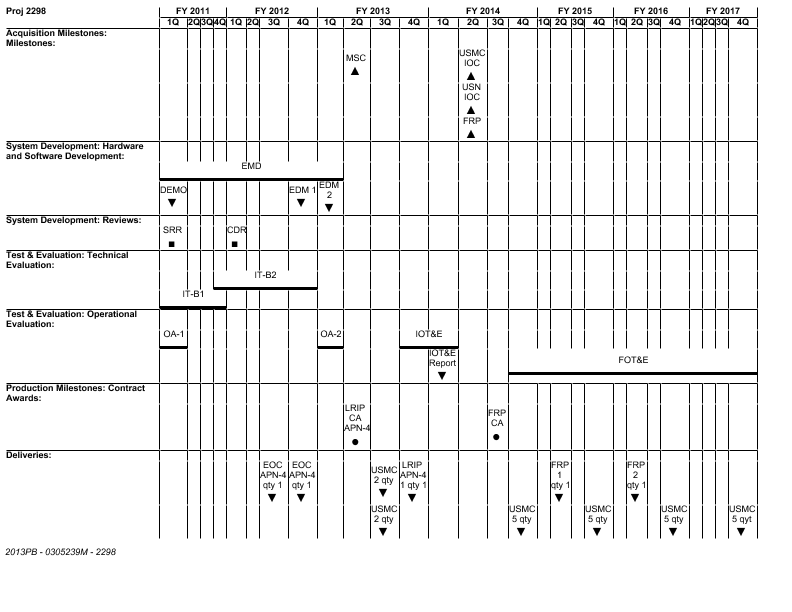 Proj 2298
FY 2011 FY 2012 FY 2013 FY 2014 FY 2015 FY 2016 FY 2017
1Q 2Q 3Q 4Q 1Q 2Q 3Q 4Q 1Q 2Q 3Q 4Q 1Q 2Q 3Q 4Q 1Q 2Q 3Q 4Q 1Q 2Q 3Q 4Q 1Q 2Q 3Q 4Q
Acquisition Milestones:
Milestones:
MSC
USMC
IOC
USN
IOC
FRP
System Development: Hardware
and Software Development:
EMD
DEMO
EDM 1
EDM
2
System Development: Reviews:
SRR
CDR
Test & Evaluation: Technical
Evaluation:
IT-B2
IT-B1
Test & Evaluation: Operational
Evaluation:
OA-1
OA-2
IOT&E
IOT&E
Report
FOT&E
Production Milestones: Contract
Awards:
LRIP
CA
APN-4
FRP
CA
Deliveries:
EOC
APN-4
qty 1
EOC
APN-4
qty 1
USMC
2 qty
LRIP
APN-4
1 qty 1
FRP
1
qty 1
FRP
2
qty 1
USMC
2 qty
USMC
5 qty
USMC
5 qty
USMC
5 qty
USMC
5 qyt
2013PB - 0305239M - 2298